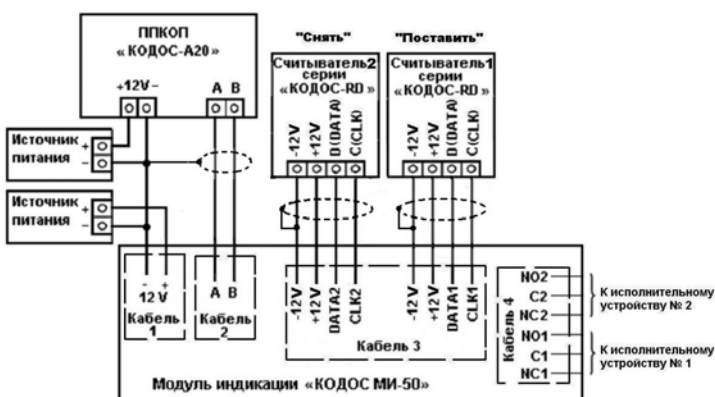 ППКОП
« КОДОС-А20 »
+12V-
A B
Источник питания + -
Источник питания + -
"Снять"
Считыватель2
серии
«КОДОС-RD»
-12V
+12V
D(DATA)
C(CLK)
"Поставить"
Считыватель1
серии
«КОДОС-RD»
-12V
+12V
D(DATA)
C(CLK)
- +
12 V
Кабель
1
A B
Кабель
2
-12V
+12V
DATA2
CLK2
-12V
+12V
DATA1
CLK1
Кабель 3
Кабель 4
NO2
C2
NC2
NO1
C1
NC1
К исполнительному
устройству № 2
К исполнительному
устройству № 1
Модуль индикации «КОДОС МИ-50»